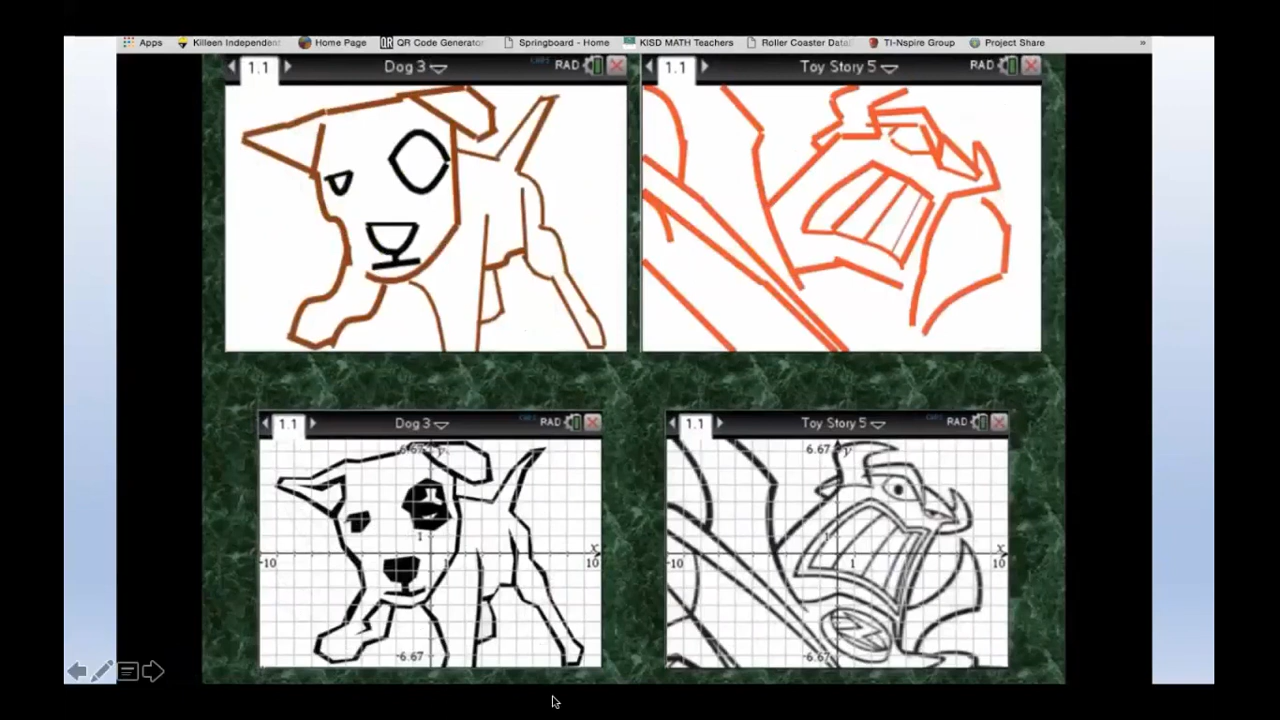 Apps Killeen Independent Home Page QR Code Generator Springboard - Home KISD MATH Teachers Roller Coaster Data TI-Nspire Group Project Share »
1.1 Dog 3 RAD
1.1 Toy Story 5 RAD
1.1 Dog 3 RAD
6.67 y
1
x
-10
10
-6.67
1.1 Toy Story 5 RAD
6.67 y
1
x
-10
1
10
-6.67